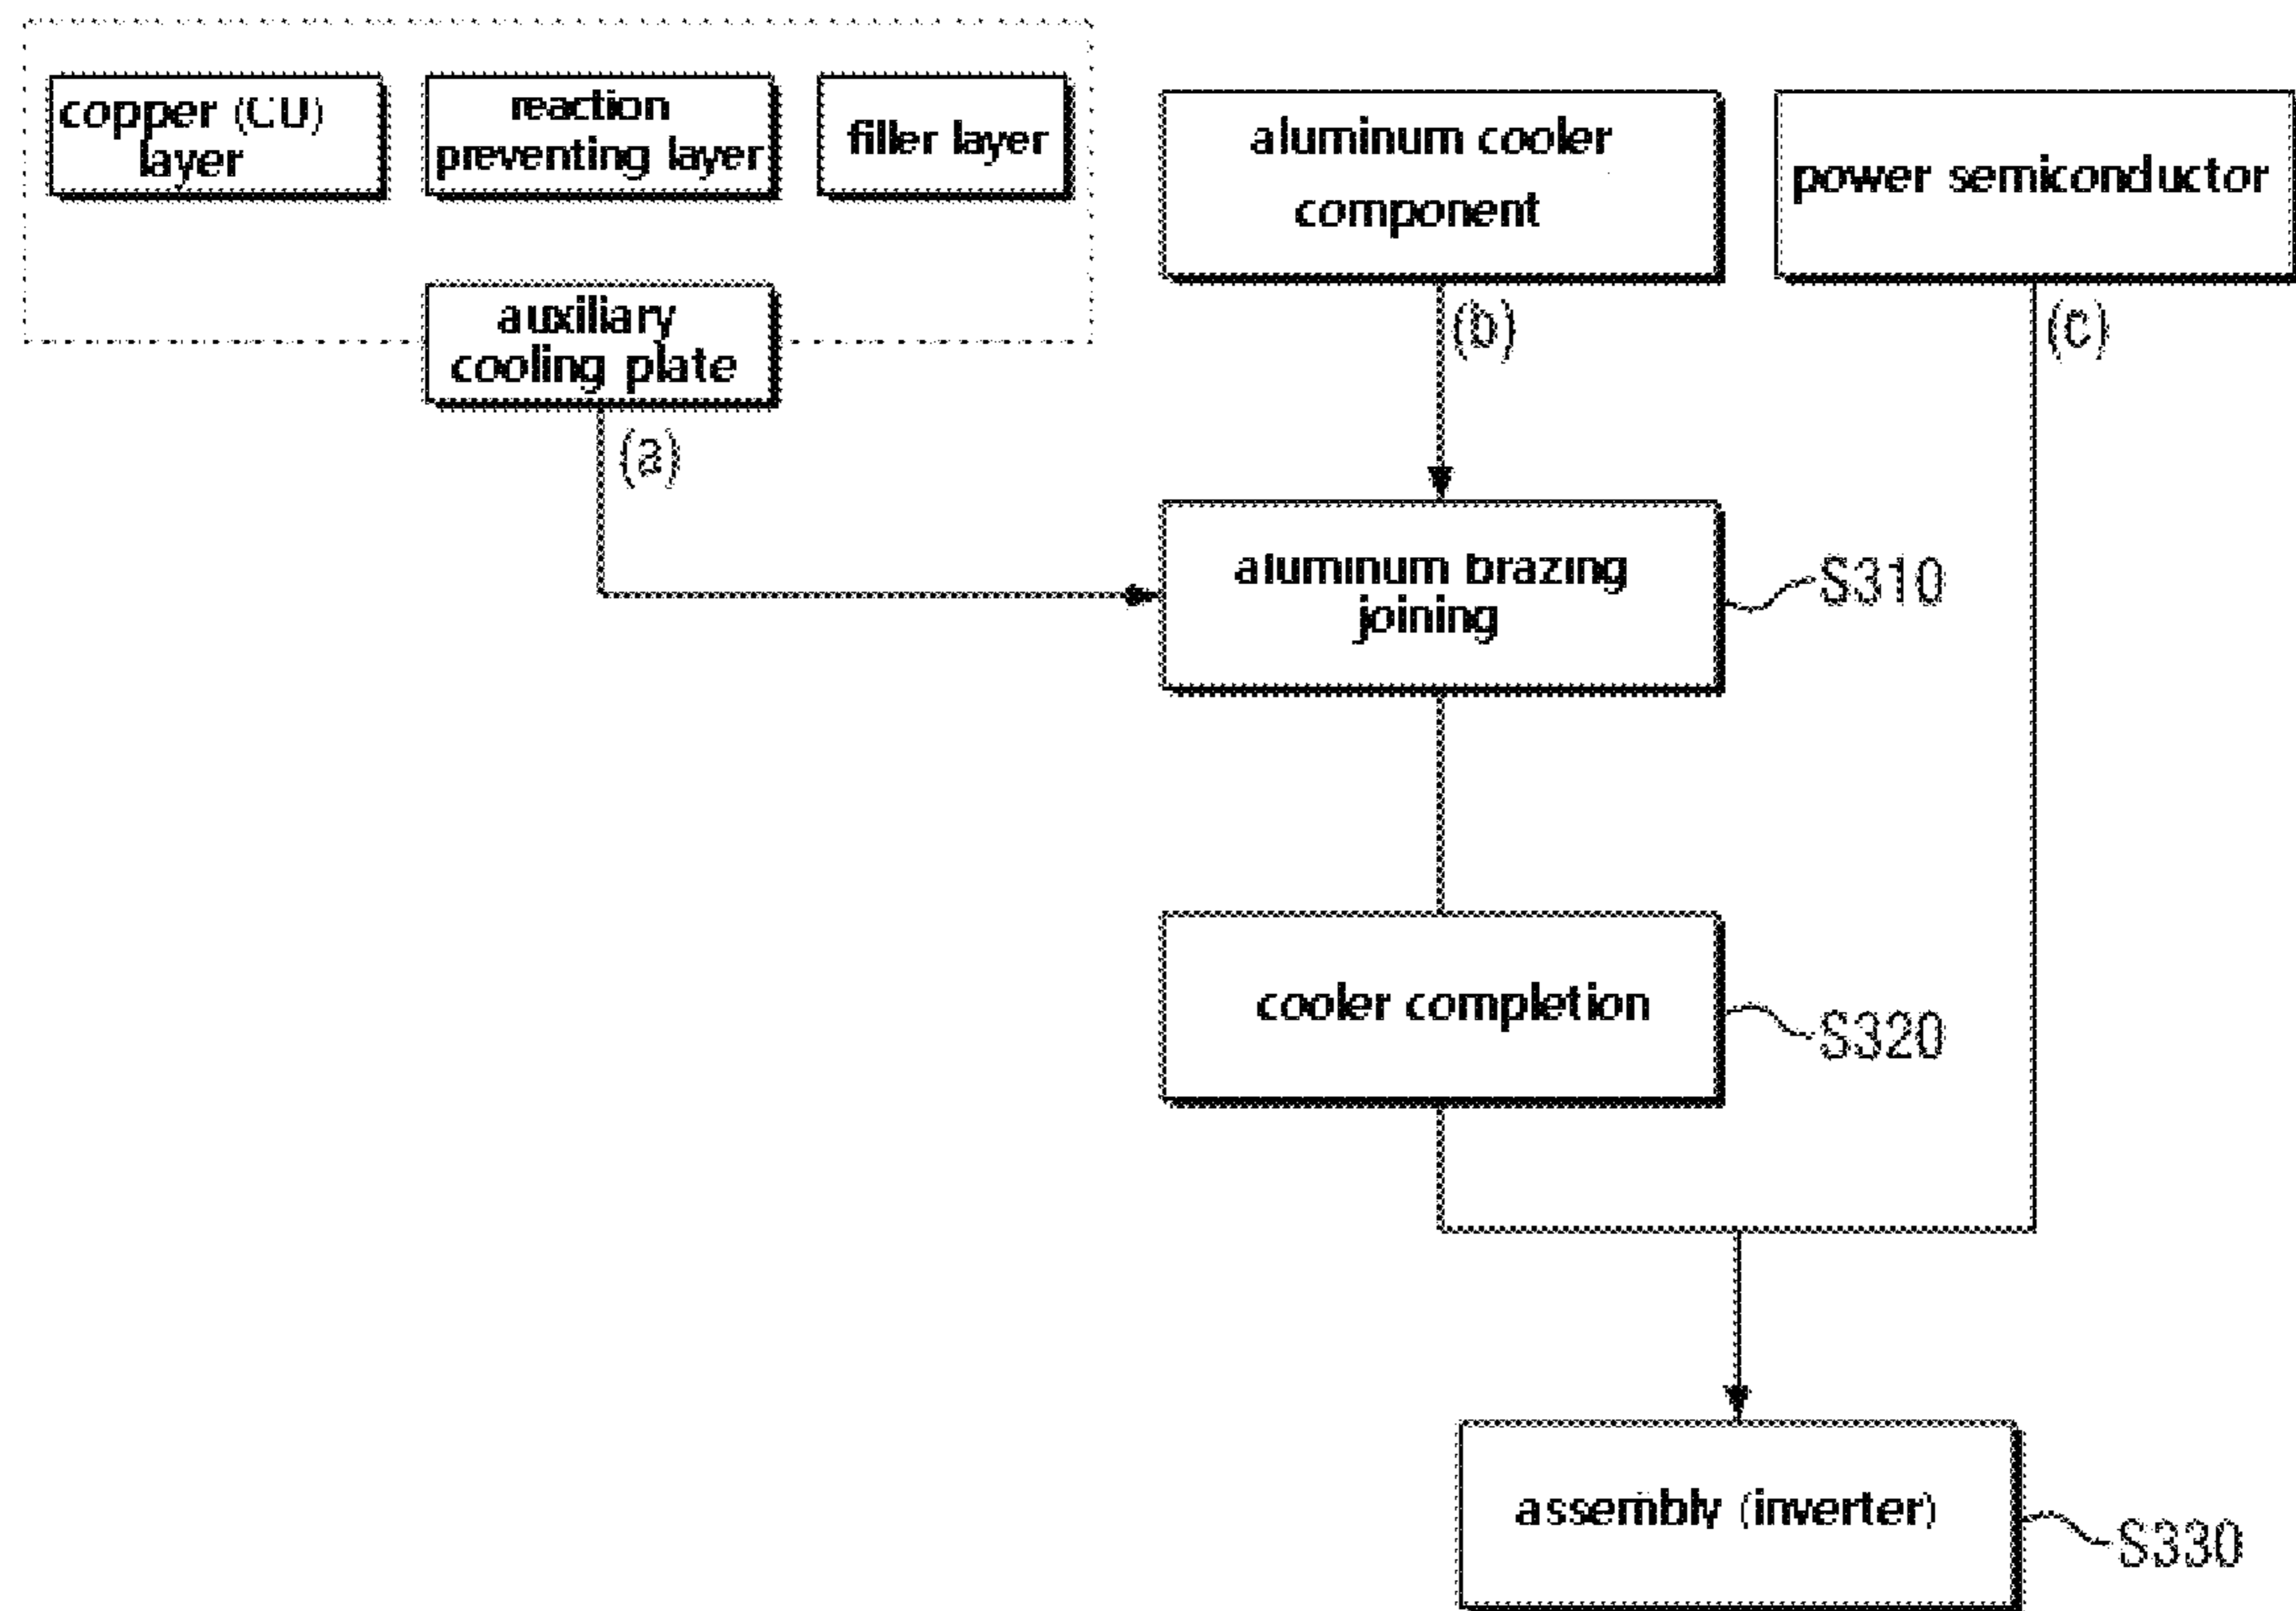 copper (CU)
layer
reaction
preventing layer
filler layer
aluminum cooler
component
power semiconductor
auxiliary
cooling plate
(a)
(b)
(c)
aluminum brazing
joining
S310
cooler completion
S320
assembly (inverter)
S330